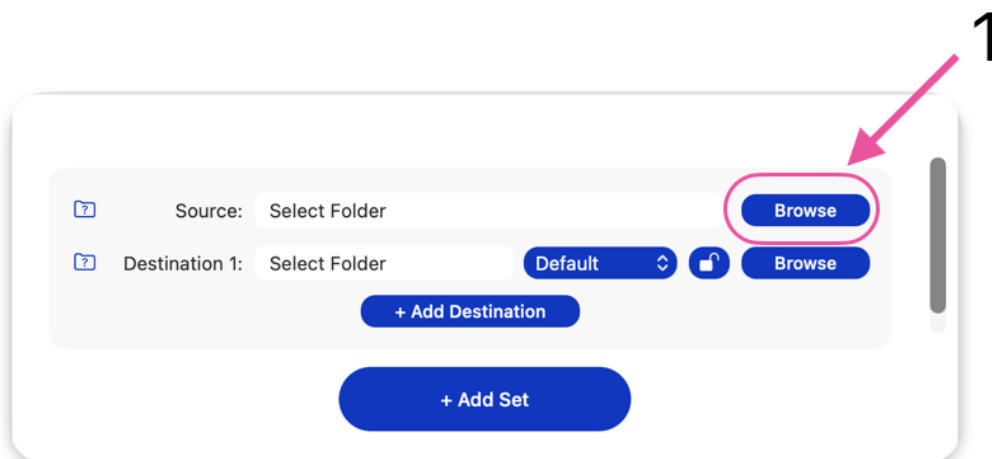 1
Source: Select Folder Browse
Destination 1: Select Folder Default Browse
+ Add Destination
+ Add Set